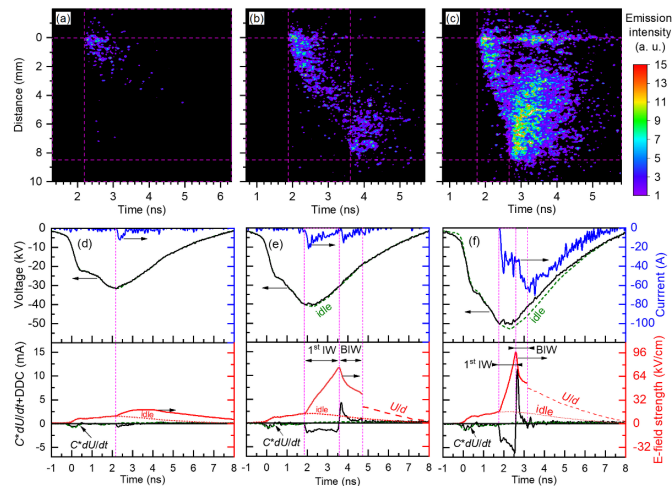 (a)
(b)
(c)
Emission
intensity
(a. u.)
0
2
4
6
8
10
Distance (mm)
2 3 4 5
2 3 4 5
2 3 4 5
Time (ns)
Time (ns)
Time (ns)
15
13
11
9
7
5
3
1
0
-10
-20
-30
-40
-50
Voltage (kV)
(d)
(e)
idle
(f)
idle
0
-20
-40
-60
-80
-100
Currrent (A)
15
10
5
0
-5
C*dU/dt+DDC (mA)
idle
C*dU/dt
1st IW
BIW
U/d
idle
C*dU/dt
1st IW
BIW
U/d
idle
C*dU/dt
96
64
32
0
-32
E-field strength (kV/cm)
-1 0 1 2 3 4 5 6 7 8
-1 0 1 2 3 4 5 6 7 8
-1 0 1 2 3 4 5 6 7 8
Time (ns)
Time (ns)
Time (ns)